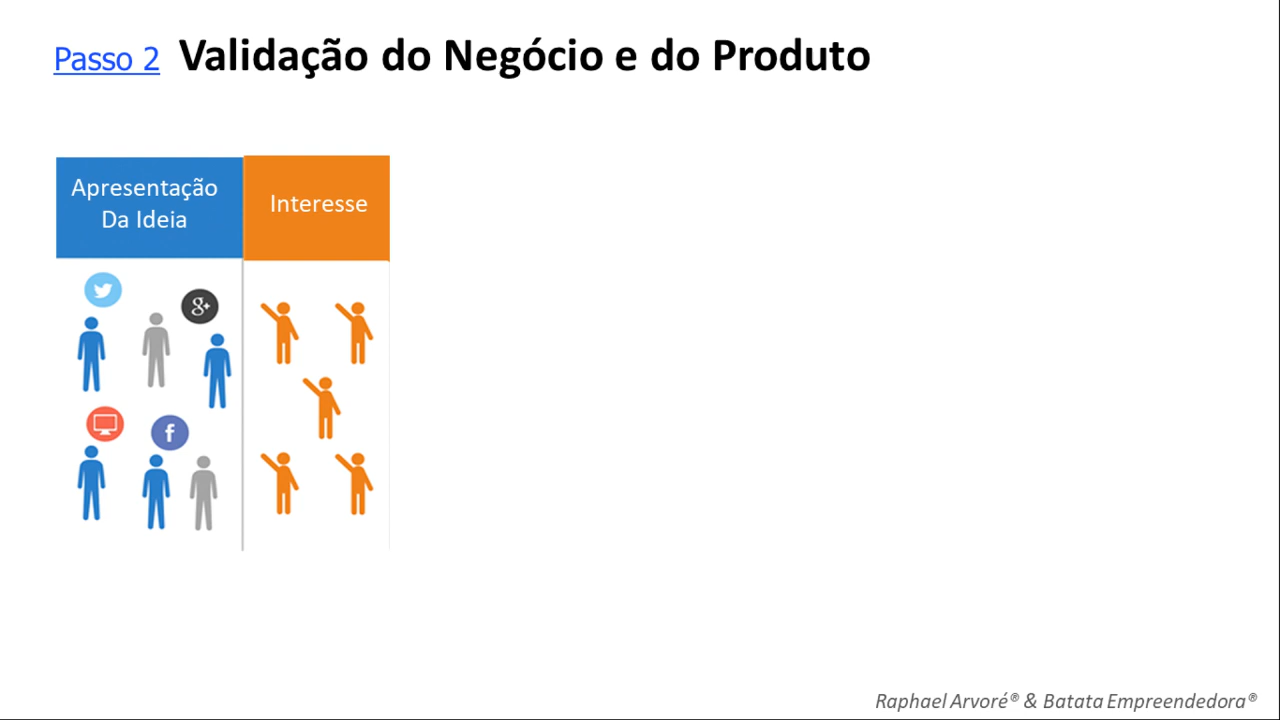 Passo 2 Validação do Negócio e do Produto
Apresentação
Da Ideia
Interesse
g+
f
Raphael Arvoré® & Batata Empreendedora®